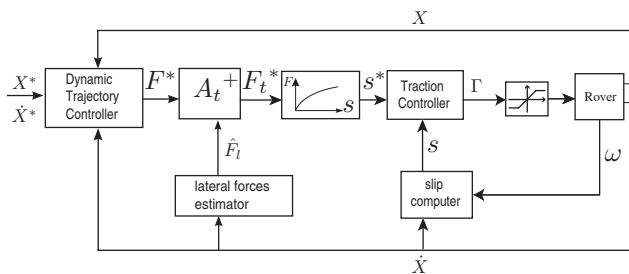 X
X*
Ẋ*
Dynamic
Trajectory
Controller
F*
A_t^+
F_t^*
F
s
s*
Traction
Controller
Γ
Rover
F̂_l
s
ω
lateral forces
estimator
slip
computer
Ẋ